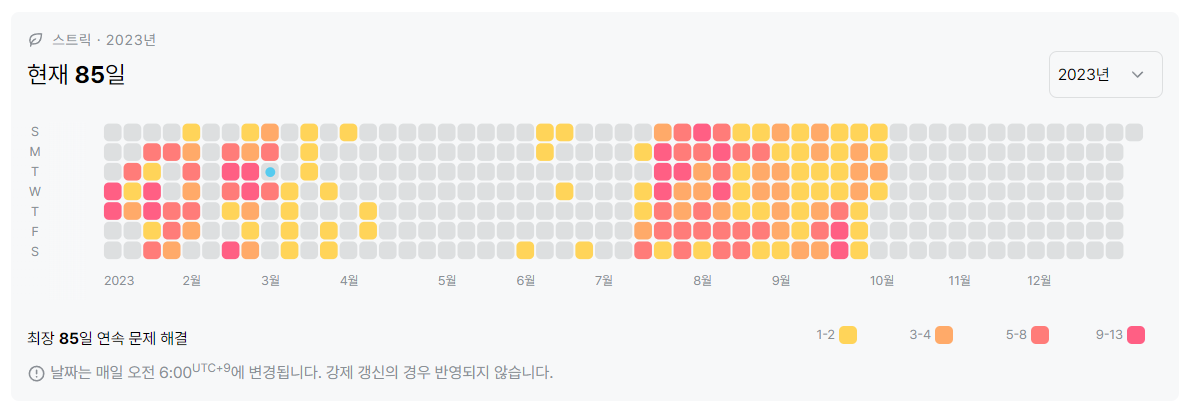 스트릭 · 2023년
현재 85일
2023년
S
M
T
W
T
F
S
2023 2월 3월 4월 5월 6월 7월 8월 9월 10월 11월 12월
최장 85일 연속 문제 해결
1-2 3-4 5-8 9-13
날짜는 매일 오전 6:00UTC+9에 변경됩니다. 강제 갱신의 경우 반영되지 않습니다.